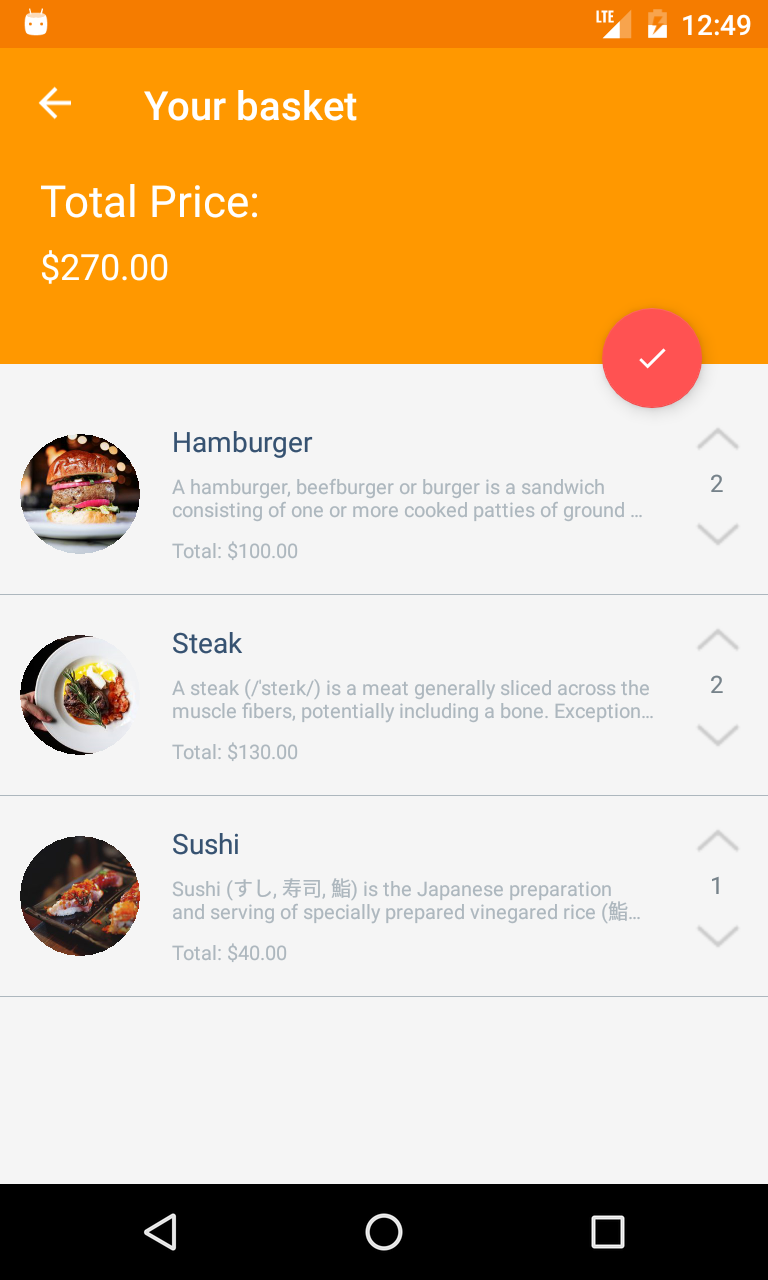 LTE 12:49
Your basket
Total Price:
$270.00
Hamburger
A hamburger, beefburger or burger is a sandwich
consisting of one or more cooked patties of ground …
2
Total: $100.00
Steak
A steak (/ˈsteɪk/) is a meat generally sliced across the
muscle fibers, potentially including a bone. Exception…
2
Total: $130.00
Sushi
Sushi (すし, 寿司, 鮨) is the Japanese preparation
and serving of specially prepared vinegared rice (鮨…
1
Total: $40.00